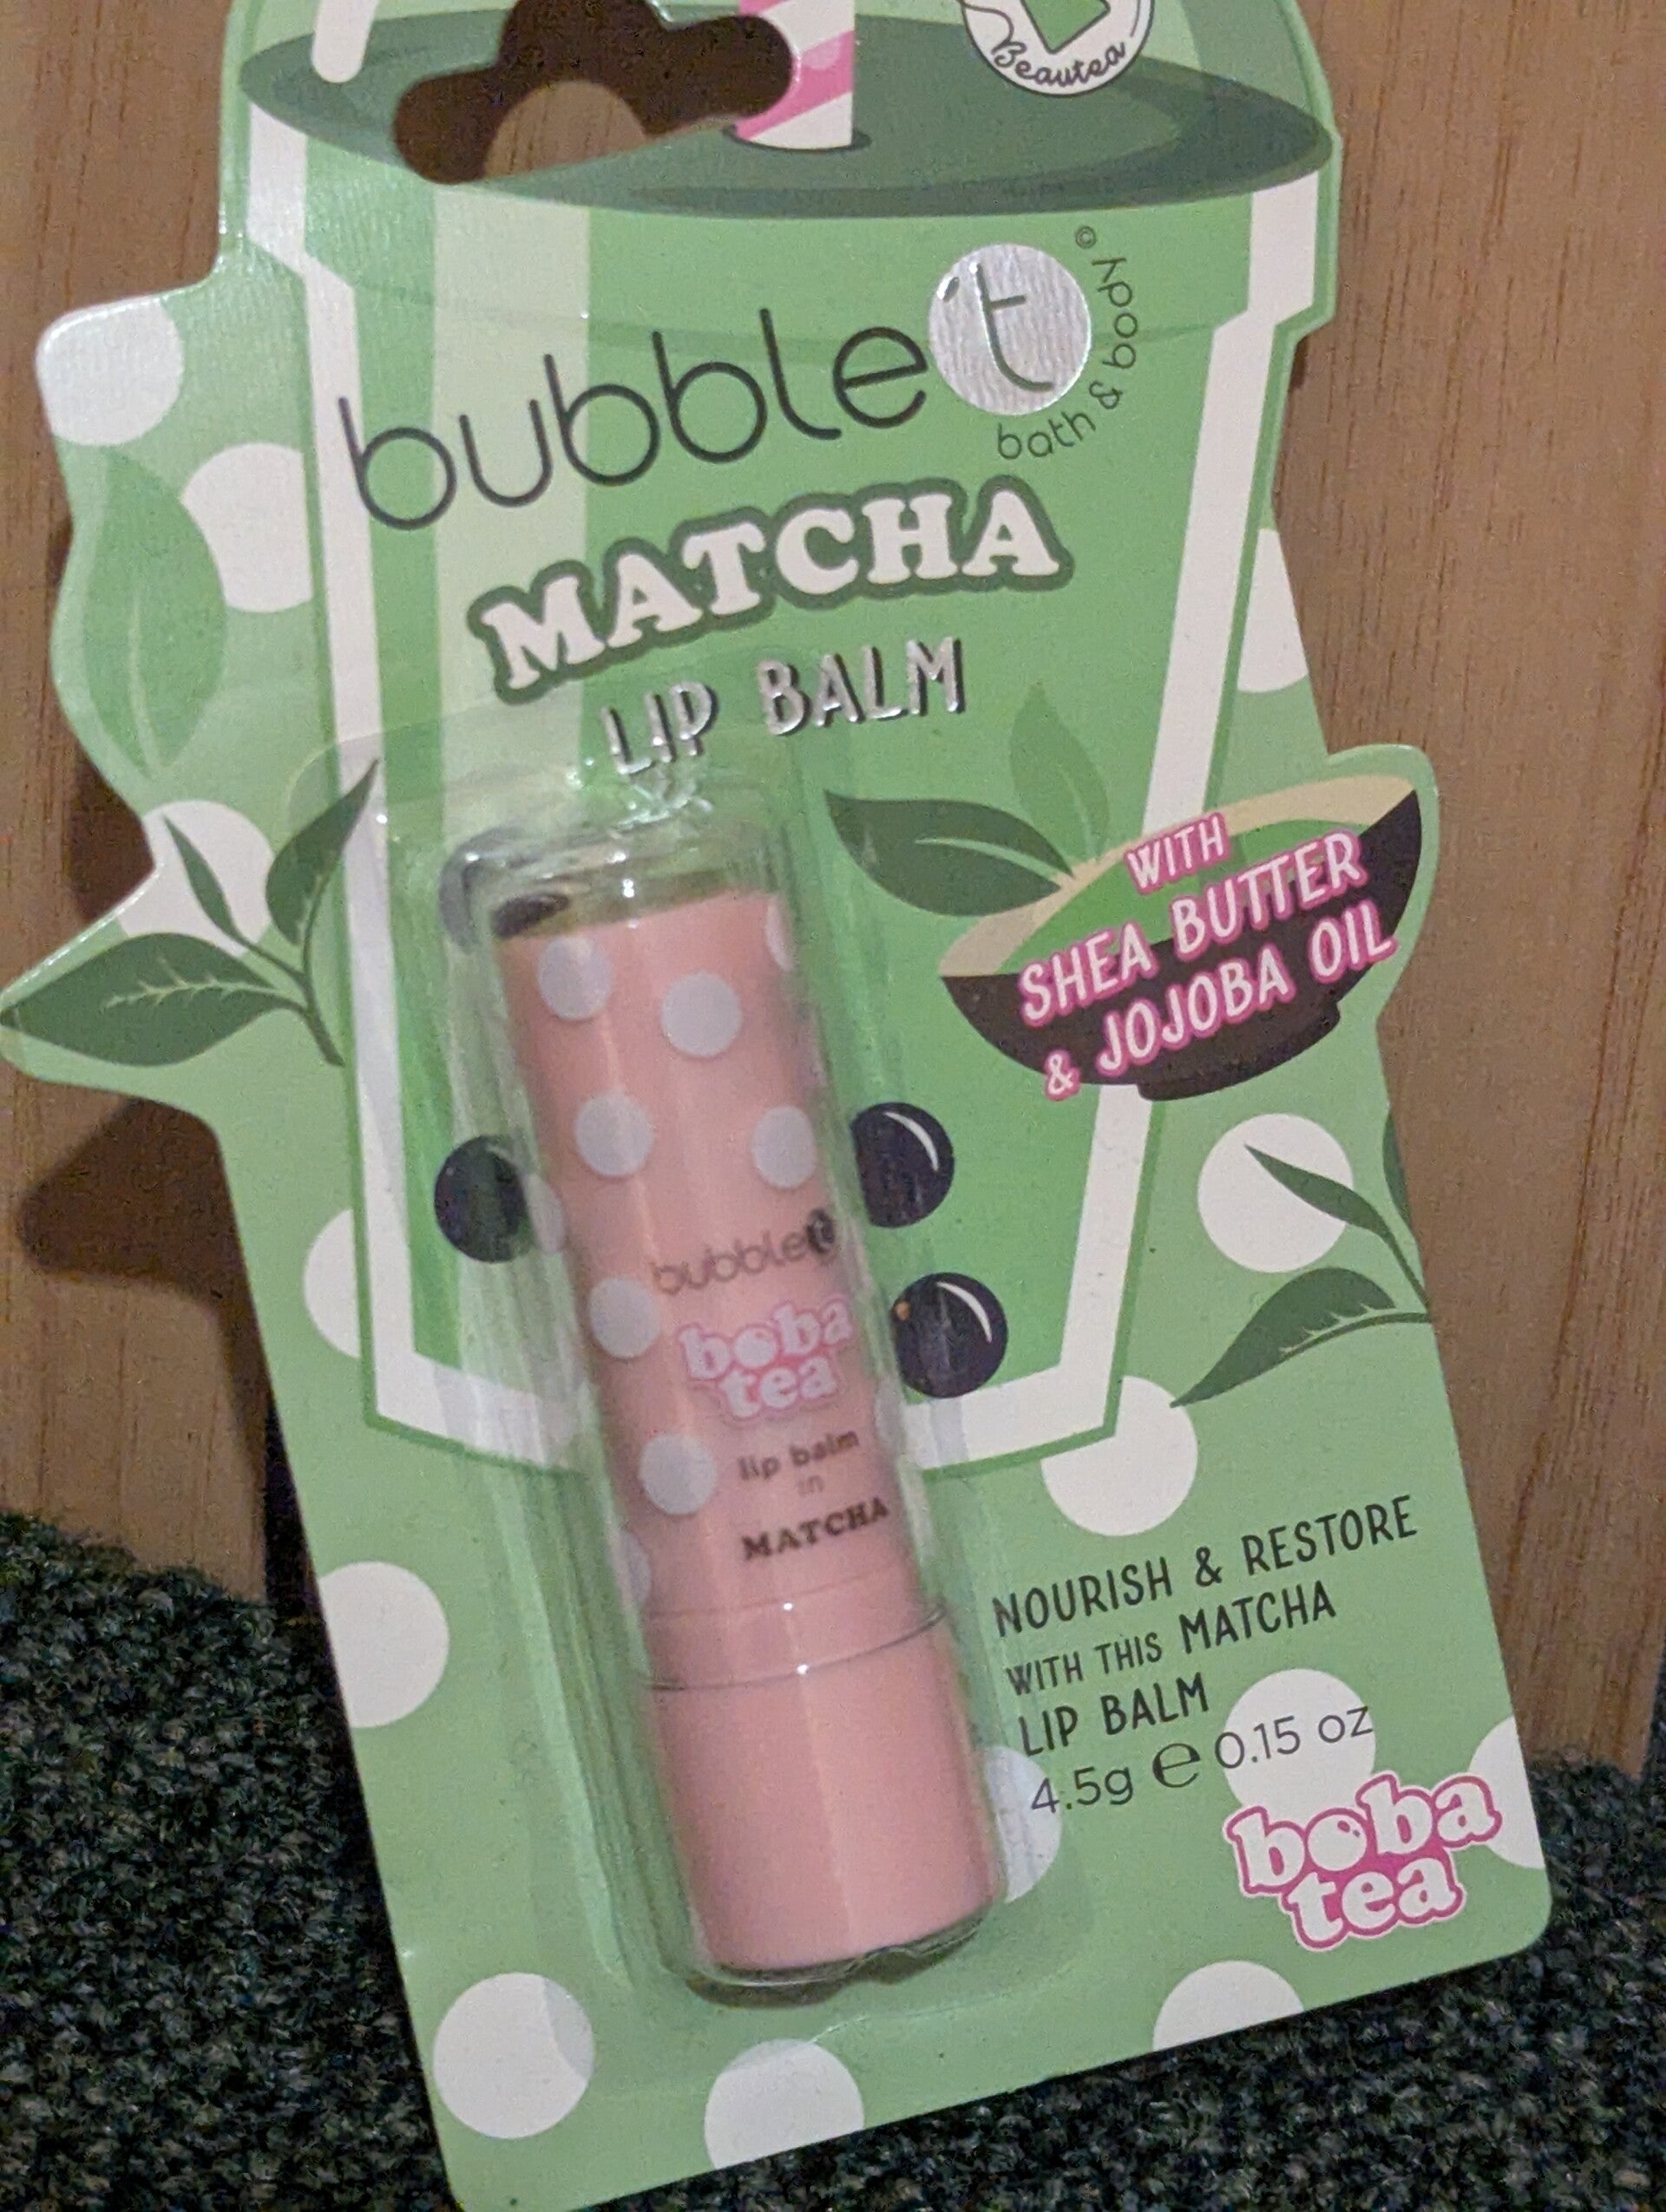 Beautea
bubble t
bath & body©
MATCHA
LIP BALM
WITH
SHEA BUTTER
& JOJOBA OIL
bubble t
boba
tea
lip balm
in
MATCHA
NOURISH & RESTORE
WITH THIS MATCHA
LIP BALM
4.5g ℮ 0.15 oz
boba
tea